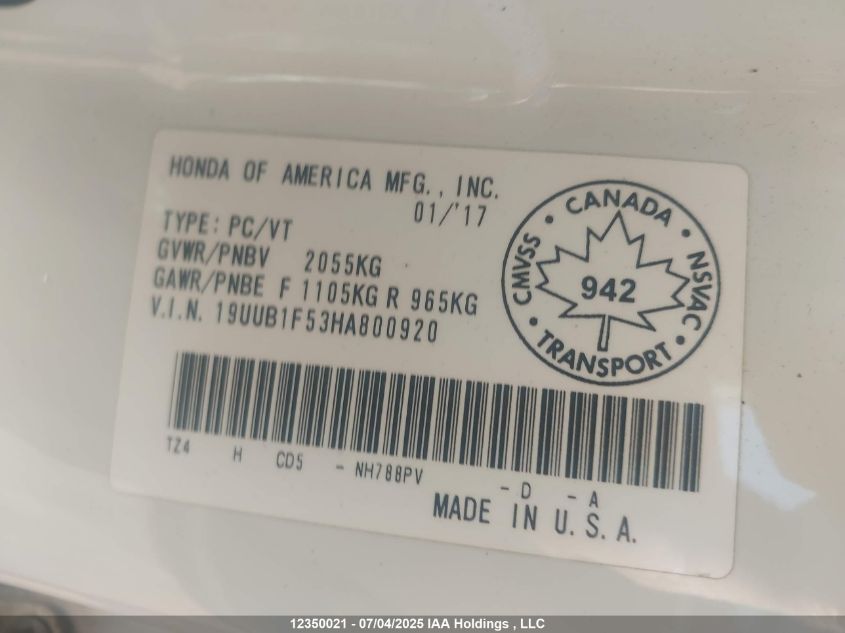 HONDA OF AMERICA MFG., INC.
01/'17
TYPE: PC/VT
GVWR/PNBV 2055KG
GAWR/PNBE F 1105KG R 965KG
V.I.N. 19UUB1F53HA800920
CANADA
CMVSS • NSVAC
942
TRANSPORT
TZ4 H CD5 - NH788PV - D - A
MADE IN U.S.A.
12350021 - 07/04/2025 IAA Holdings , LLC